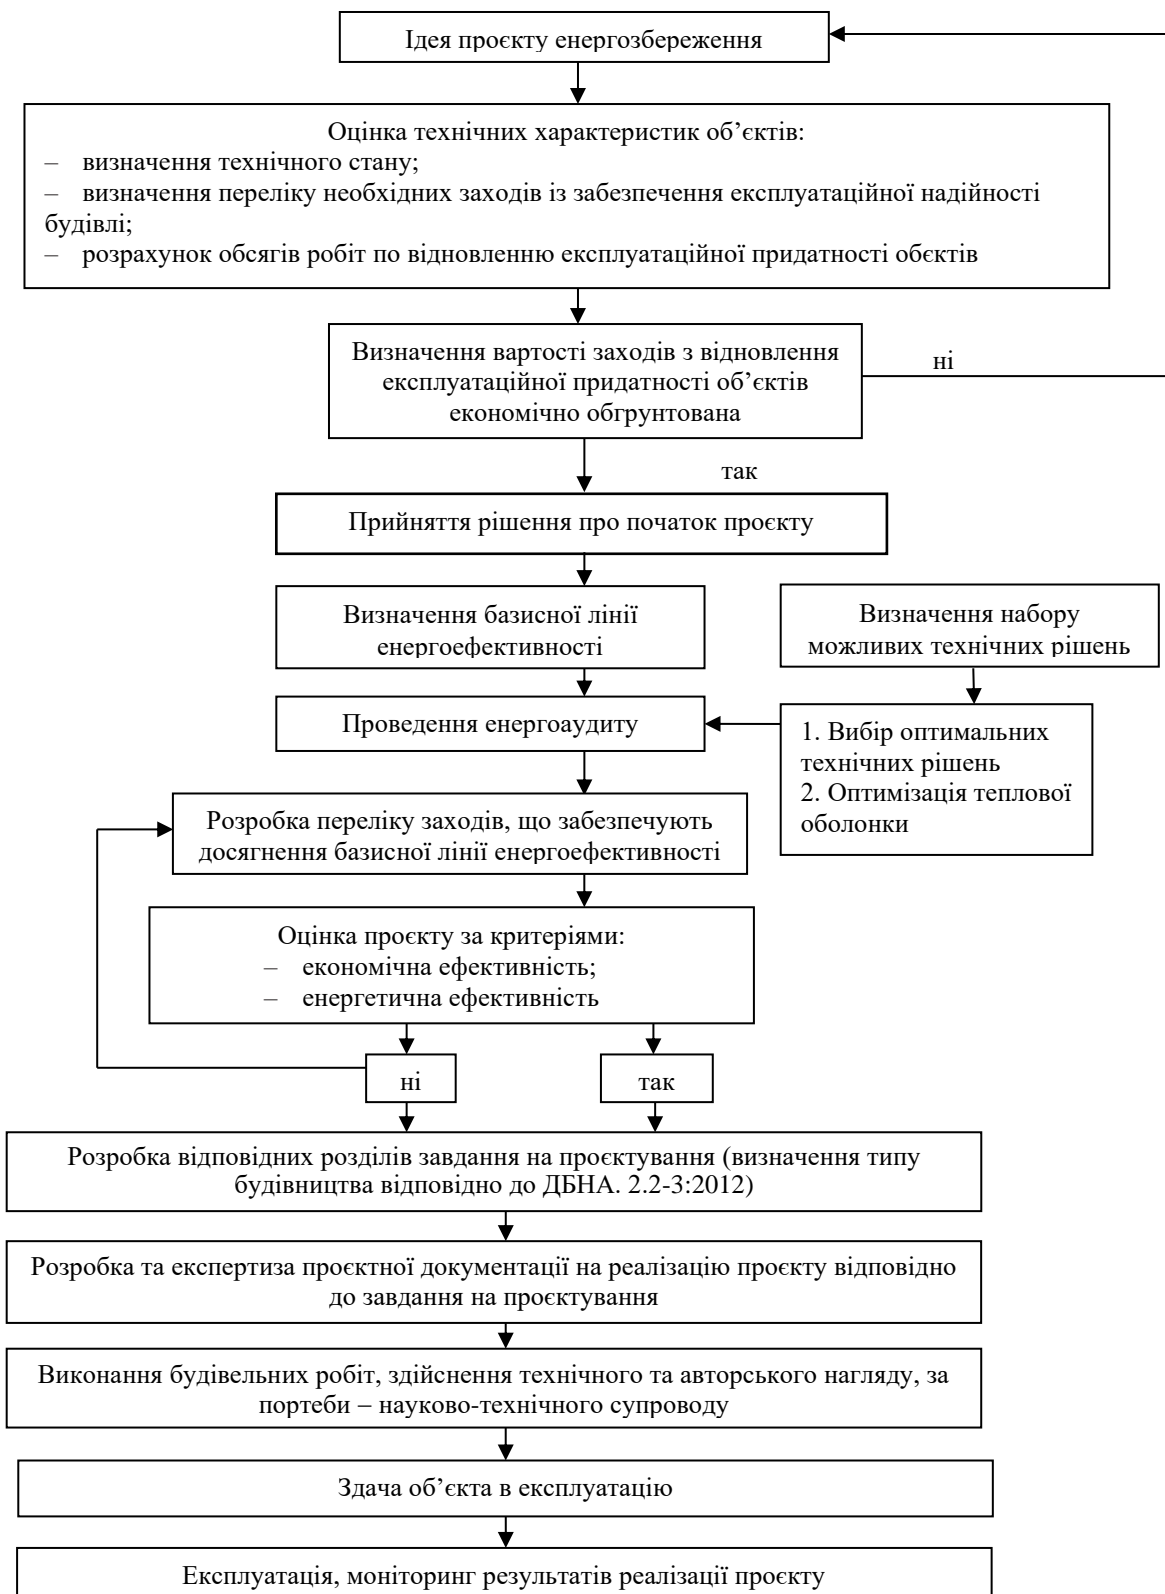 Ідея проєкту енергозбереження
Оцінка технічних характеристик об’єктів:
– визначення технічного стану;
– визначення переліку необхідних заходів із забезпечення експлуатаційної надійності
будівлі;
– розрахунок обсягів робіт по відновленню експлуатаційної придатності обєктів
Визначення вартості заходів з відновлення
експлуатаційної придатності об’єктів
економічно обгрунтована
ні
так
Прийняття рішення про початок проєкту
Визначення базисної лінії
енергоефективності
Визначення набору
можливих технічних рішень
Проведення енергоаудиту
1. Вибір оптимальних
технічних рішень
2. Оптимізація теплової
оболонки
Розробка переліку заходів, що забезпечують
досягнення базисної лінії енергоефективності
Оцінка проєкту за критеріями:
– економічна ефективність;
– енергетична ефективність
ні
так
Розробка відповідних розділів завдання на проєктування (визначення типу
будівництва відповідно до ДБНА. 2.2-3:2012)
Розробка та експертиза проєктної документації на реалізацію проєкту відповідно
до завдання на проєктування
Виконання будівельних робіт, здійснення технічного та авторського нагляду, за
портеби – науково-технічного супроводу
Здача об’єкта в експлуатацію
Експлуатація, моніторинг результатів реалізації проєкту